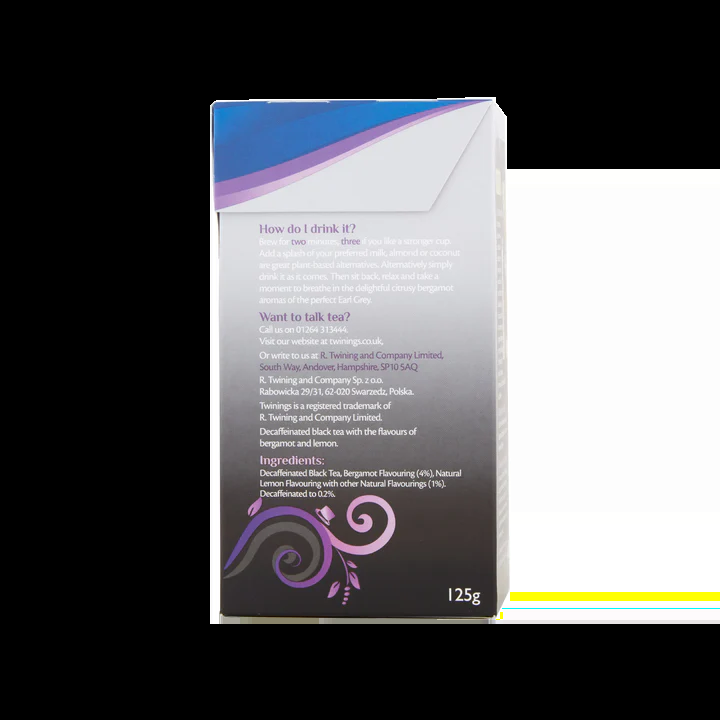 How do I drink it?
Brew for two minutes, three if you like a stronger cup.
Add a splash of your preferred milk, almond or coconut
are great plant-based alternatives. Alternatively simply
drink it as it comes. Then sit back, relax and take a
moment to breathe in the delightful citrusy bergamot
aromas of the perfect Earl Grey.
Want to talk tea?
Call us on 01264 313444.
Visit our website at twinings.co.uk,
Or write to us at R. Twining and Company Limited,
South Way, Andover, Hampshire, SP10 5AQ
R. Twining and Company Sp. z o.o.
Rabowicka 29/31, 62-020 Swarzedz, Polska.
Twinings is a registered trademark of
R. Twining and Company Limited.
Decaffeinated black tea with the flavours of
bergamot and lemon.
Ingredients:
Decaffeinated Black Tea, Bergamot Flavouring (4%), Natural
Lemon Flavouring with other Natural Flavourings (1%).
Decaffeinated to 0.2%.
125g